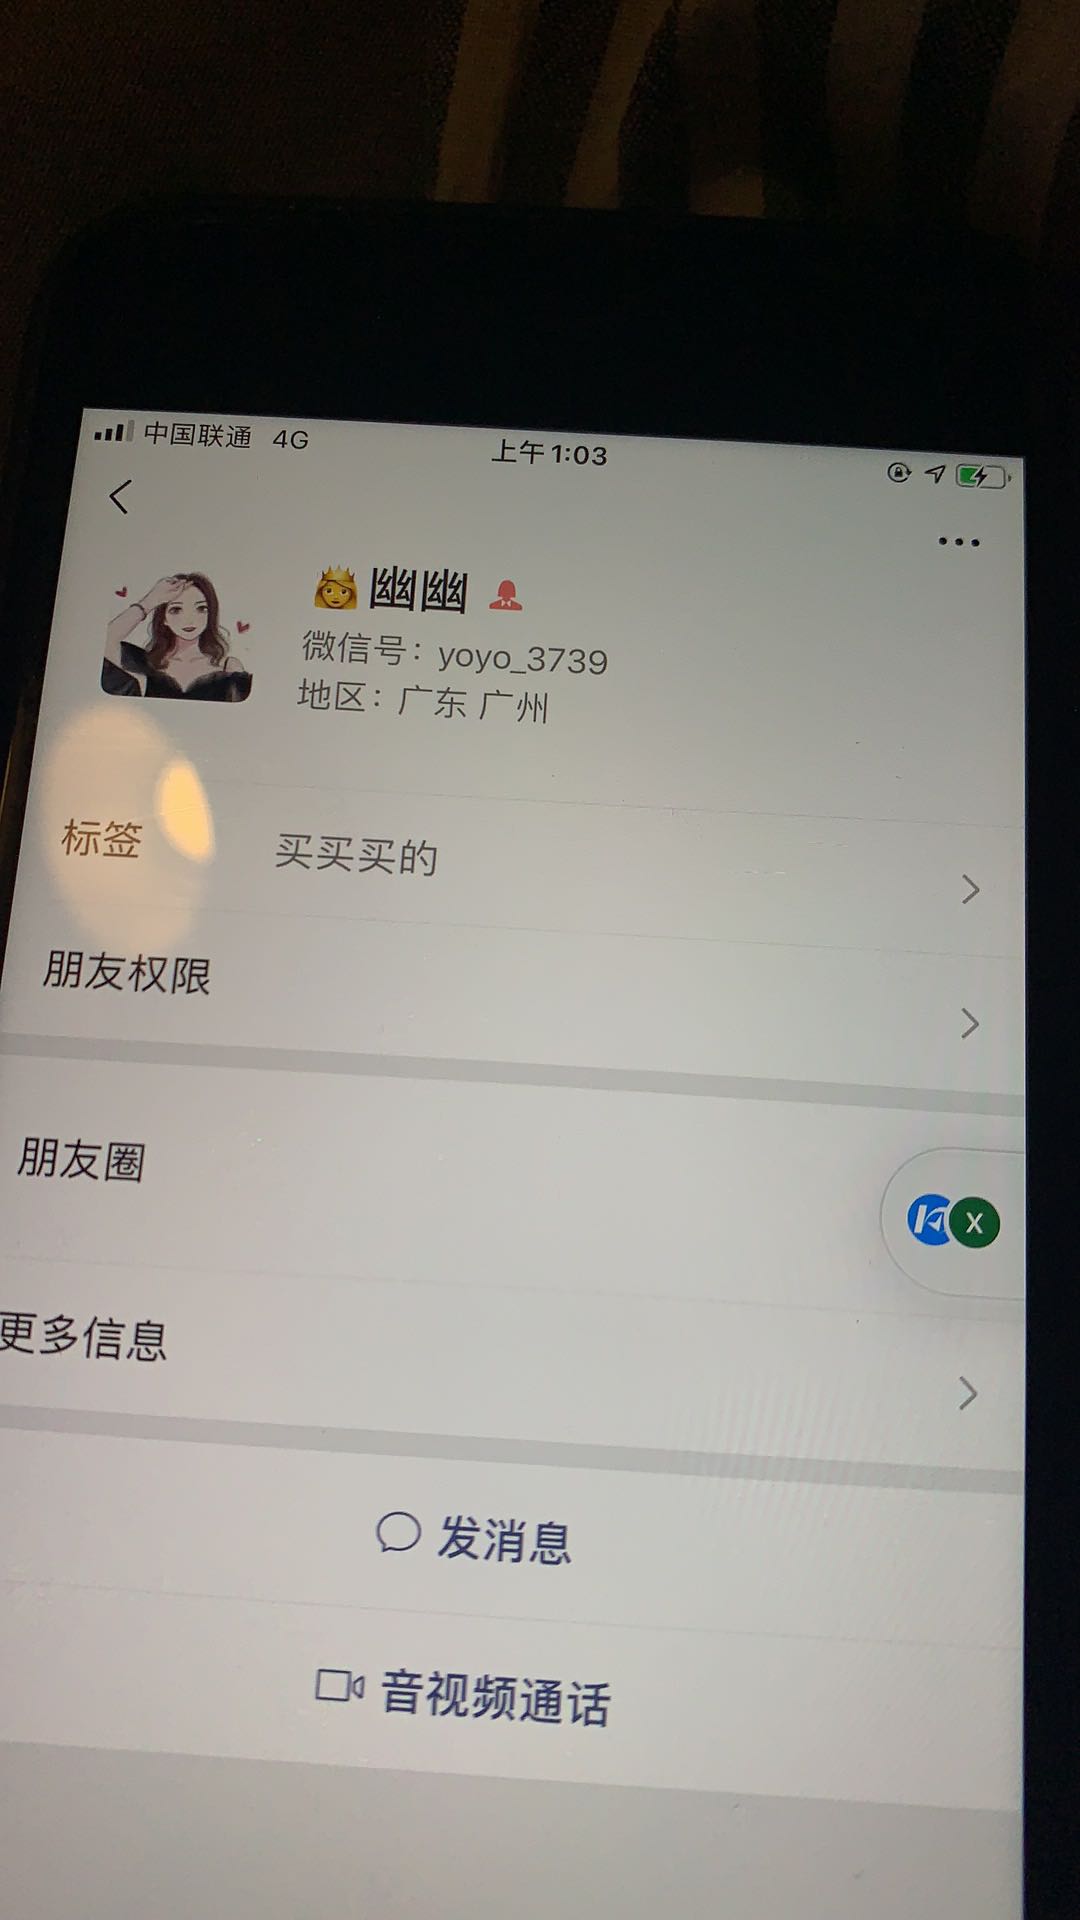 中国联通 4G 上午1:03
幽幽
微信号：yoyo_3739
地区：广东 广州
标签 买买买的
朋友权限
朋友圈
X
更多信息
发消息
音视频通话